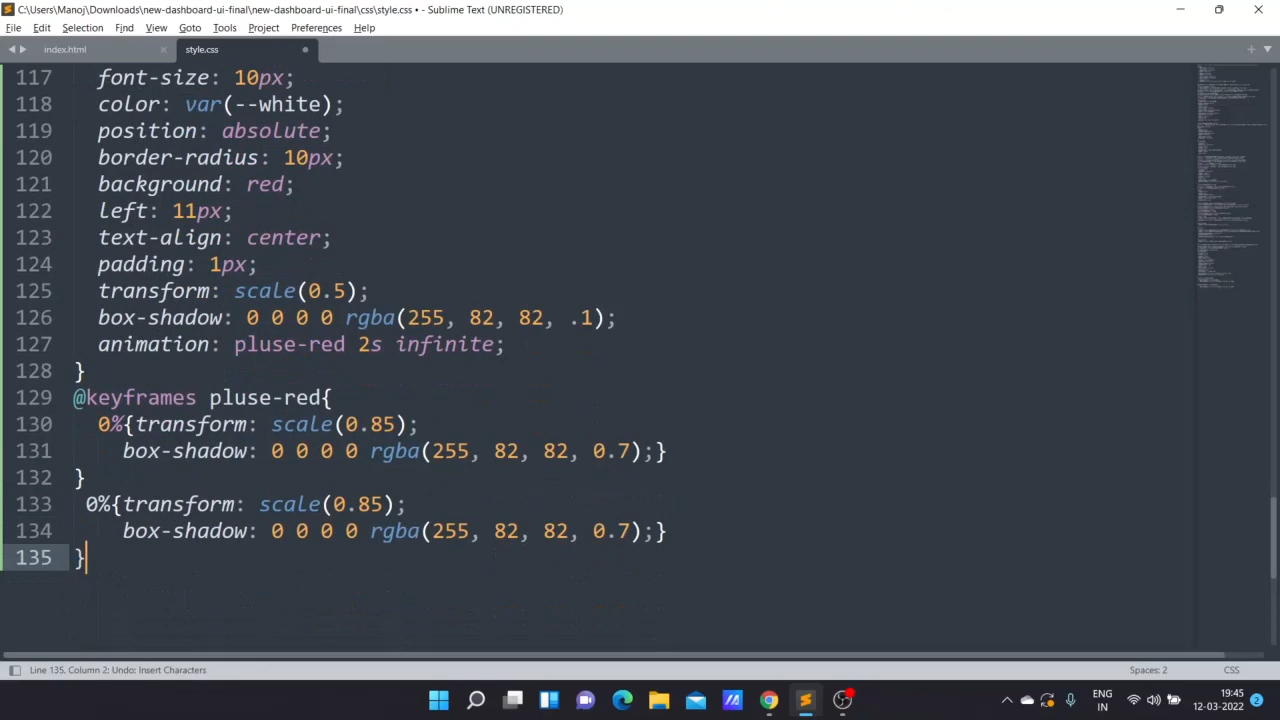 C:\Users\Manoj\Downloads\new-dashboard-ui-final\new-dashboard-ui-final\css\style.css • - Sublime Text (UNREGISTERED)
File Edit Selection Find View Goto Tools Project Preferences Help
index.html style.css
117 font-size: 10px;
118 color: var(--white);
119 position: absolute;
120 border-radius: 10px;
121 background: red;
122 left: 11px;
123 text-align: center;
124 padding: 1px;
125 transform: scale(0.5);
126 box-shadow: 0 0 0 0 rgba(255, 82, 82, .1);
127 animation: pluse-red 2s infinite;
128 }
129 @keyframes pluse-red{
130 0%{transform: scale(0.85);
131 box-shadow: 0 0 0 0 rgba(255, 82, 82, 0.7);}
132 }
133 0%{transform: scale(0.85);
134 box-shadow: 0 0 0 0 rgba(255, 82, 82, 0.7);}
135 }
Line 135, Column 2; Undo: Insert Characters Spaces: 2 CSS
ENG 19:45
IN 12-03-2022 2